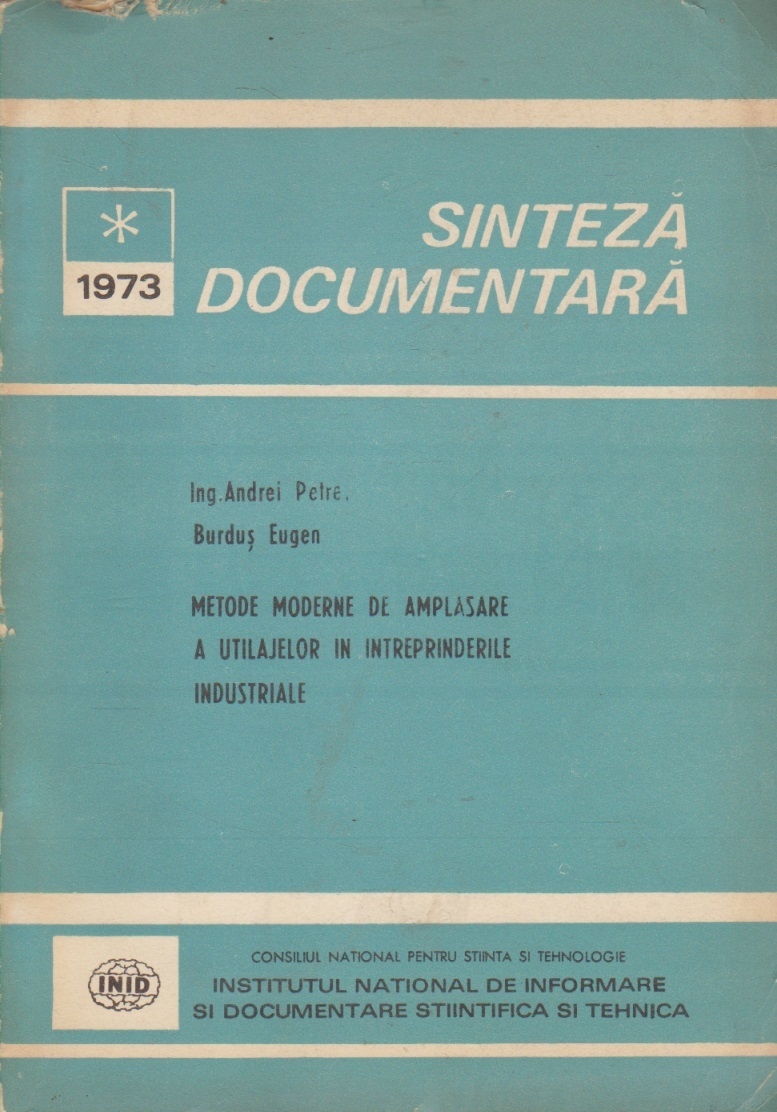 *
1973
SINTEZĂ
DOCUMENTARĂ
Ing. Andrei Petre,
Burduș Eugen
METODE MODERNE DE AMPLASARE
A UTILAJELOR IN INTREPRINDERILE
INDUSTRIALE
INID
CONSILIUL NATIONAL PENTRU STIINTA SI TEHNOLOGIE
INSTITUTUL NATIONAL DE INFORMARE
SI DOCUMENTARE STIINTIFICA SI TEHNICA